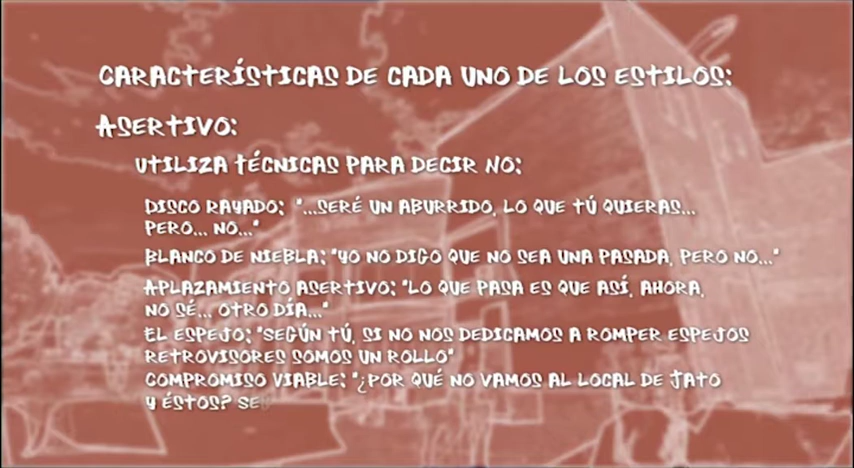 CARACTERÍSTICAS DE CADA UNO DE LOS ESTILOS:
ASERTIVO:
UTILIZA TÉCNICAS PARA DECIR NO:
DISCO RAYADO: "...SERÉ UN ABURRIDO, LO QUE TÚ QUIERAS...
PERO... NO..."
BLANCO DE NIEBLA: "YO NO DIGO QUE NO SEA UNA PASADA, PERO NO..."
APLAZAMIENTO ASERTIVO: "LO QUE PASA ES QUE ASÍ, AHORA,
NO SÉ... OTRO DÍA..."
EL ESPEJO: "SEGÚN TÚ, SI NO NOS DEDICAMOS A ROMPER ESPEJOS
RETROVISORES SOMOS UN ROLLO"
COMPROMISO VIABLE: "¿POR QUÉ NO VAMOS AL LOCAL DE JATO
Y ÉSTOS? SE